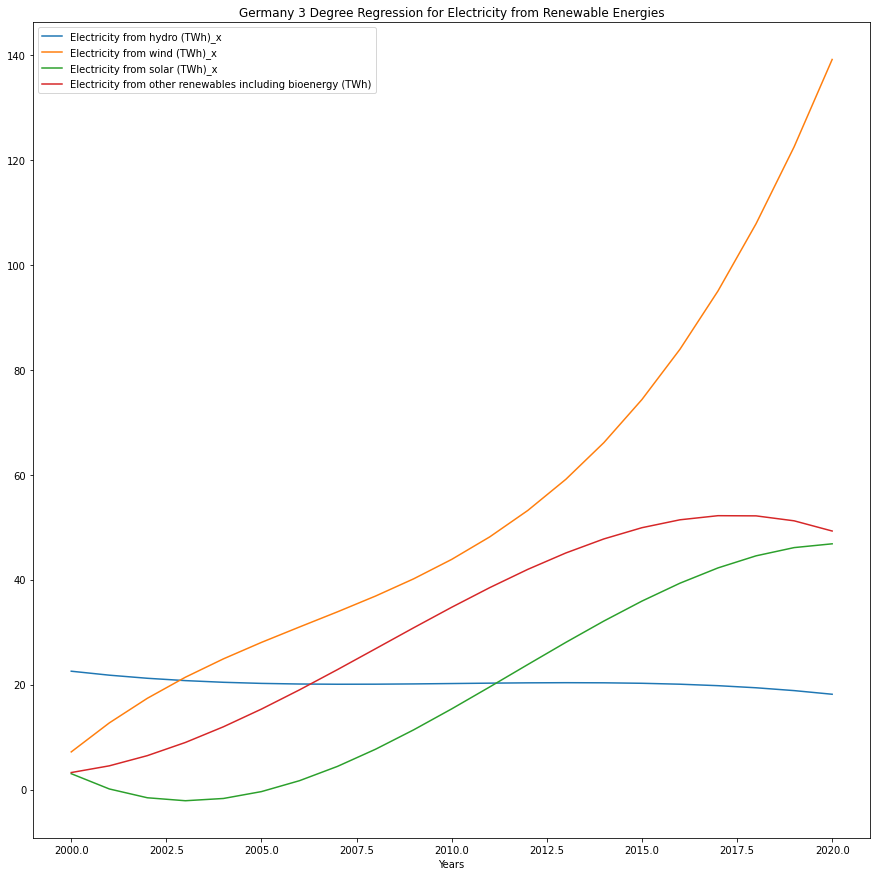 Germany 3 Degree Regression for Electricity from Renewable Energies
Electricity from hydro (TWh)_x
Electricity from wind (TWh)_x
Electricity from solar (TWh)_x
Electricity from other renewables including bioenergy (TWh)
140
120
100
80
60
40
20
0
2000.0 2002.5 2005.0 2007.5 2010.0 2012.5 2015.0 2017.5 2020.0
Years